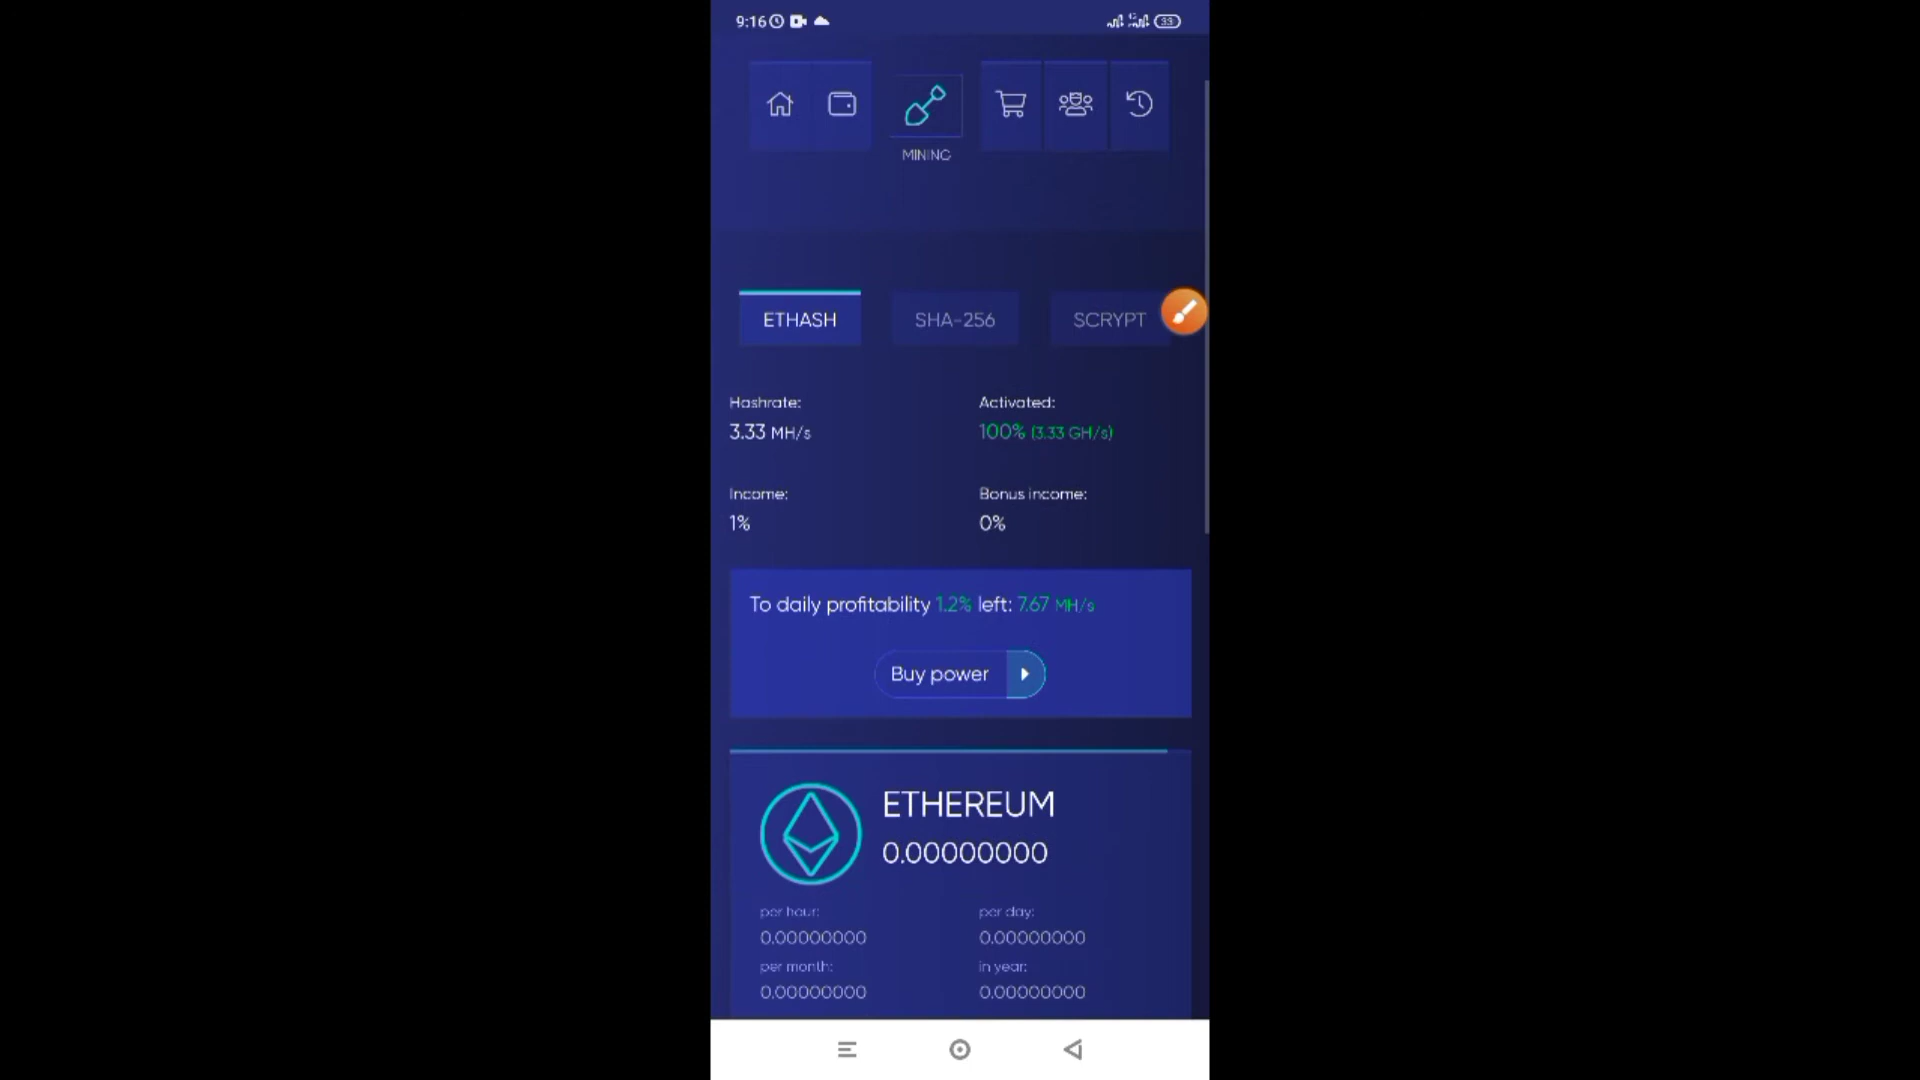 9:16
33
MINING
ETHASH SHA-256 SCRYPT
Hashrate: Activated:
3.33 MH/s 100% (3.33 GH/s)
Income: Bonus income:
1% 0%
To daily profitability 1.2% left: 7.67 MH/s
Buy power
ETHEREUM
0.00000000
per hour: per day:
0.00000000 0.00000000
per month: in year:
0.00000000 0.00000000